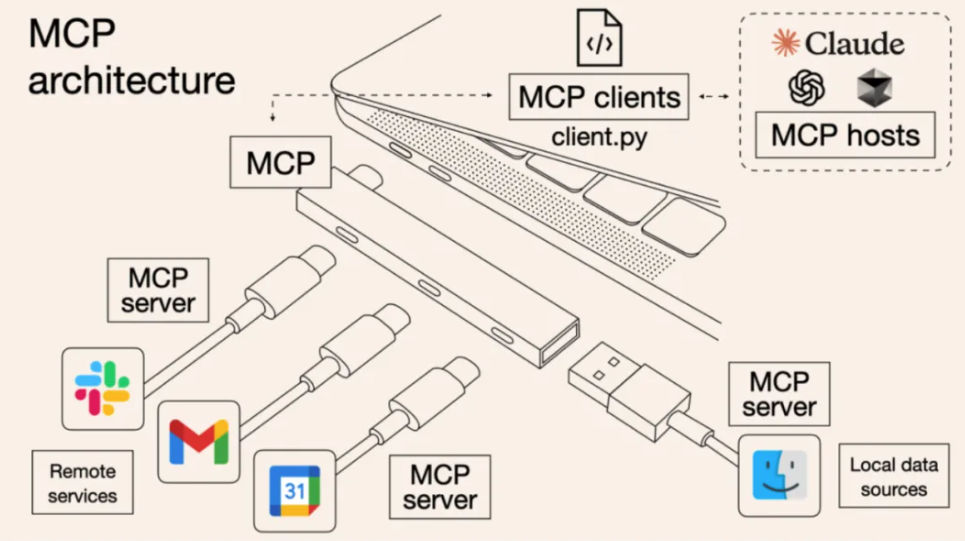 MCP
architecture
</>
MCP clients
client.py
Claude
MCP hosts
MCP
MCP
server
Remote
services
31
MCP
server
MCP
server
Local data
sources